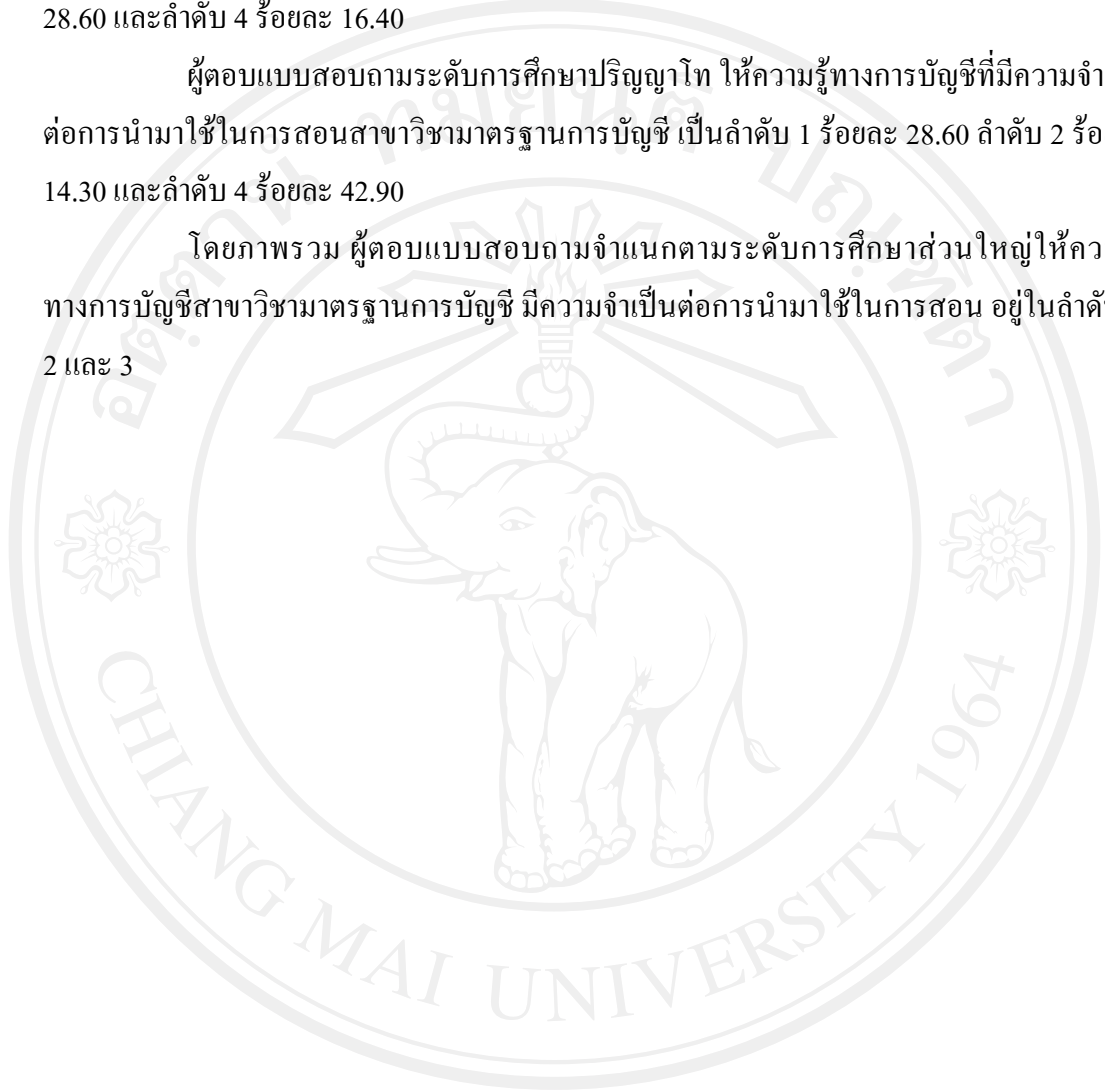 28.60 และลำดับ 4 ร้อยละ 16.40
ผู้ตอบแบบสอบถามระดับการศึกษาปริญญาโท ให้ความรู้ทางการบัญชีที่มีความจำ
ต่อการนำมาใช้ในการสอนสาขาวิชามาตรฐานการบัญชี เป็นลำดับ 1 ร้อยละ 28.60 ลำดับ 2 ร้อ
14.30 และลำดับ 4 ร้อยละ 42.90
โดยภาพรวม ผู้ตอบแบบสอบถามจำแนกตามระดับการศึกษาส่วนใหญ่ให้คว
ทางการบัญชีสาขาวิชามาตรฐานการบัญชี มีความจำเป็นต่อการนำมาใช้ในการสอน อยู่ในลำดั
2 และ 3
อตฺตานํ ทมยนฺติ ปณฺฑิตา
CHIANG MAI UNIVERSITY 1964